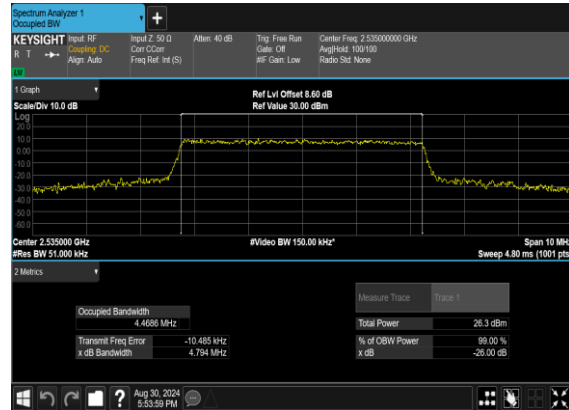 Spectrum Analyzer 1
Occupied BW
+
KEYSIGHT
R T
Input: RF
Coupling: DC
Align: Auto
Input Z: 50 Ω
Corr CCorr
Freq Ref: Int (S)
Atten: 40 dB
Trig: Free Run
Gate: Off
#IF Gain: Low
Center Freq: 2.535000000 GHz
Avg|Hold: 100/100
Radio Std: None
1 Graph
Scale/Div 10.0 dB
Ref Lvl Offset 8.60 dB
Ref Value 30.00 dBm
Log
20.0
10.0
0.00
-10.0
-20.0
-30.0
-40.0
-50.0
-60.0
Center 2.535000 GHz
#Res BW 51.000 kHz
#Video BW 150.00 kHz*
Span 10 MHz
Sweep 4.80 ms (1001 pts)
2 Metrics
Measure Trace
Trace 1
Occupied Bandwidth
4.4686 MHz
Total Power
26.3 dBm
Transmit Freq Error
-10.485 kHz
% of OBW Power
99.00 %
x dB Bandwidth
4.794 MHz
x dB
-26.00 dB
?
Aug 30, 2024
5:53:59 PM